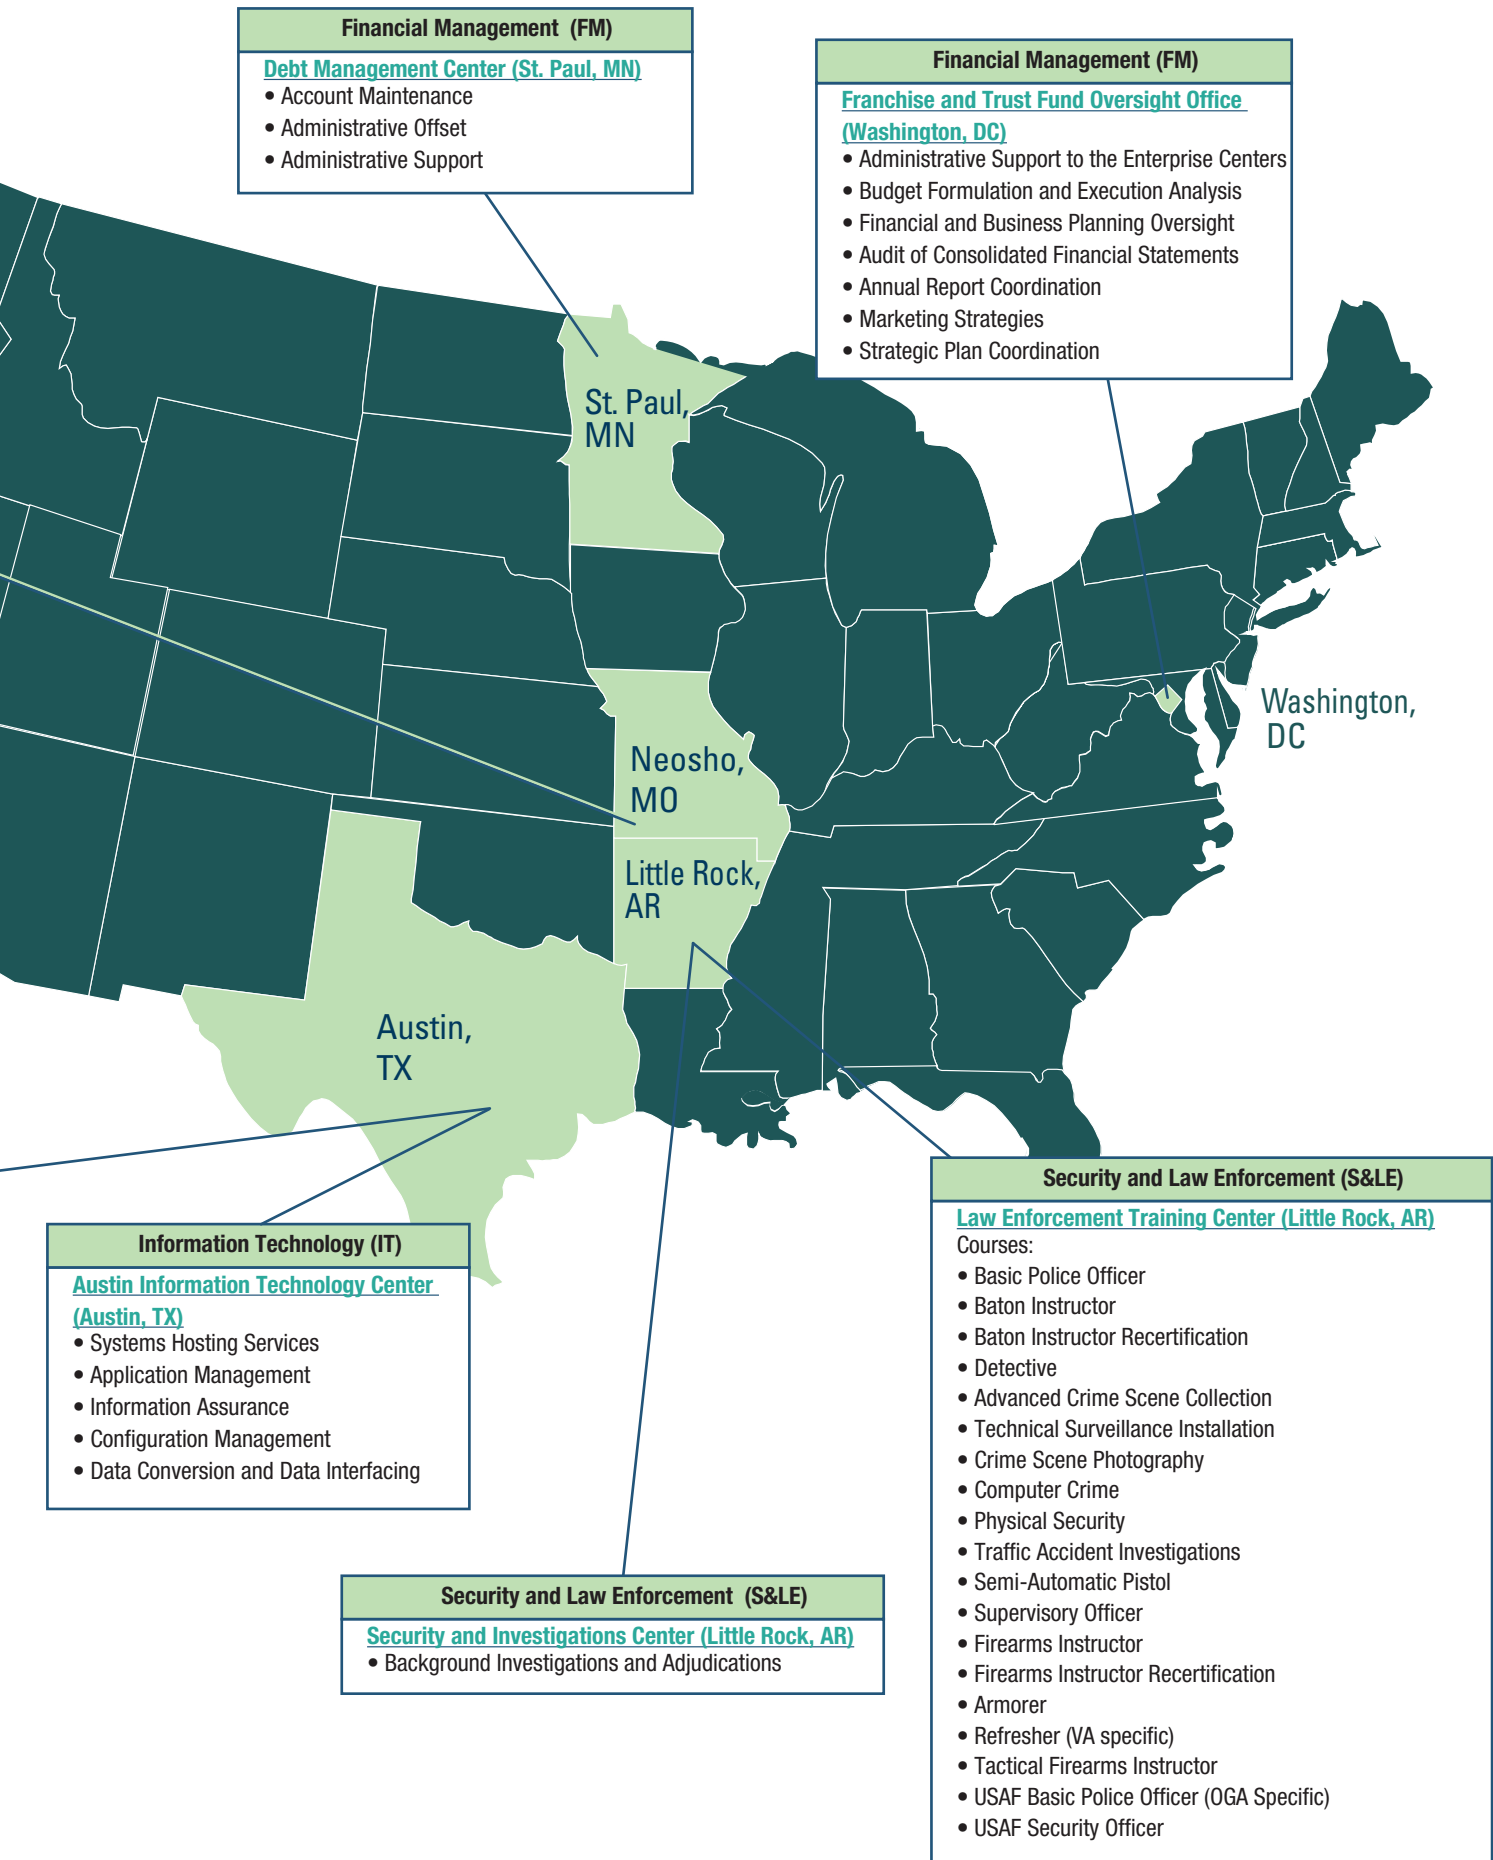 Financial Management  (FM)
Debt Management Center (St. Paul, MN)
• Account Maintenance
• Administrative Offset
• Administrative Support
Financial Management (FM)
Franchise and Trust Fund Oversight Office
(Washington, DC)
• Administrative Support to the Enterprise Centers
• Budget Formulation and Execution Analysis
• Financial and Business Planning Oversight
• Audit of Consolidated Financial Statements
• Annual Report Coordination
• Marketing Strategies
• Strategic Plan Coordination
St. Paul,
MN
Washington,
DC
Neosho,
MO
Little Rock,
AR
Austin,
TX
Information Technology (IT)
Austin Information Technology Center
(Austin, TX)
• Systems Hosting Services
• Application Management
• Information Assurance
• Configuration Management
• Data Conversion and Data Interfacing
Security and Law Enforcement  (S&LE)
Security and Investigations Center (Little Rock, AR)
• Background Investigations and Adjudications
Security and Law Enforcement (S&LE)
Law Enforcement Training Center (Little Rock, AR)
Courses:
• Basic Police Officer
• Baton Instructor
• Baton Instructor Recertification
• Detective
• Advanced Crime Scene Collection
• Technical Surveillance Installation
• Crime Scene Photography
• Computer Crime
• Physical Security
• Traffic Accident Investigations
• Semi-Automatic Pistol
• Supervisory Officer
• Firearms Instructor
• Firearms Instructor Recertification
• Armorer
• Refresher (VA specific)
• Tactical Firearms Instructor
• USAF Basic Police Officer (OGA Specific)
• USAF Security Officer